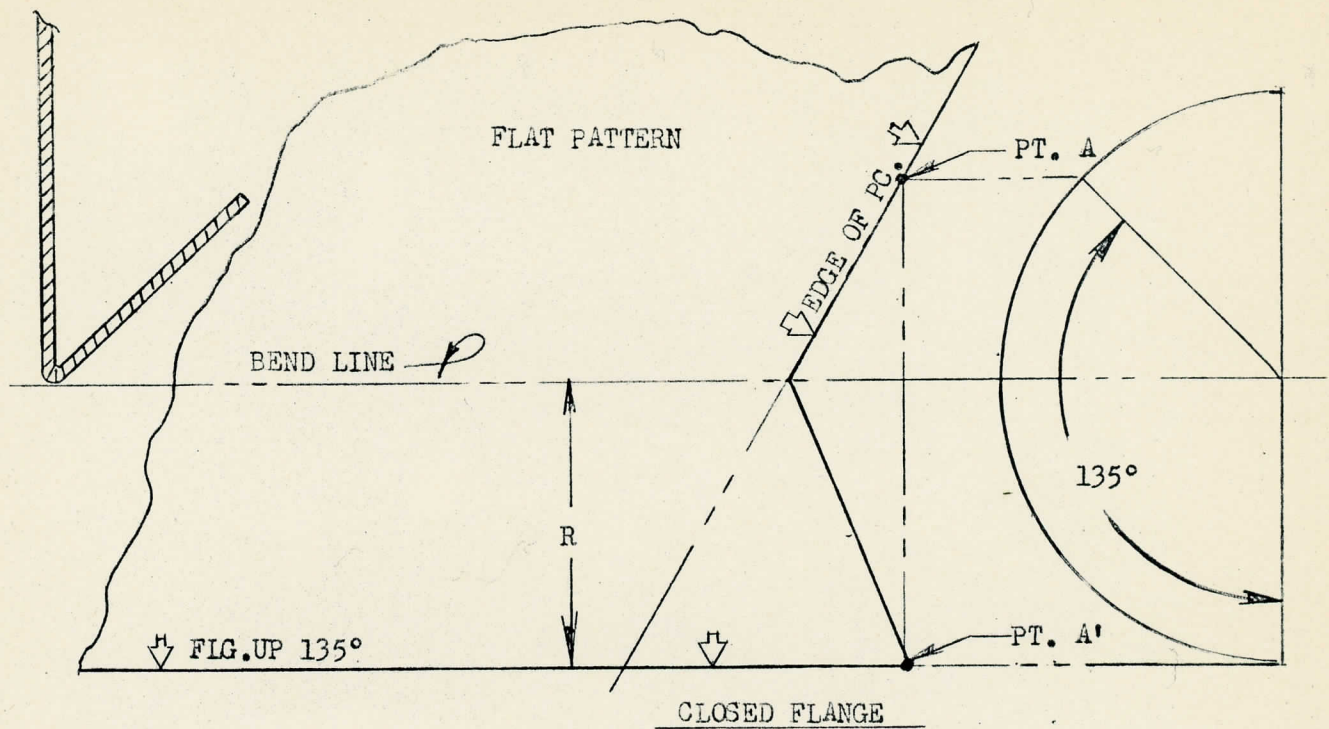 FLAT PATTERN
PT. A
EDGE OF PC.
BEND LINE
135°
R
FLG.UP 135°
PT. A'
CLOSED FLANGE